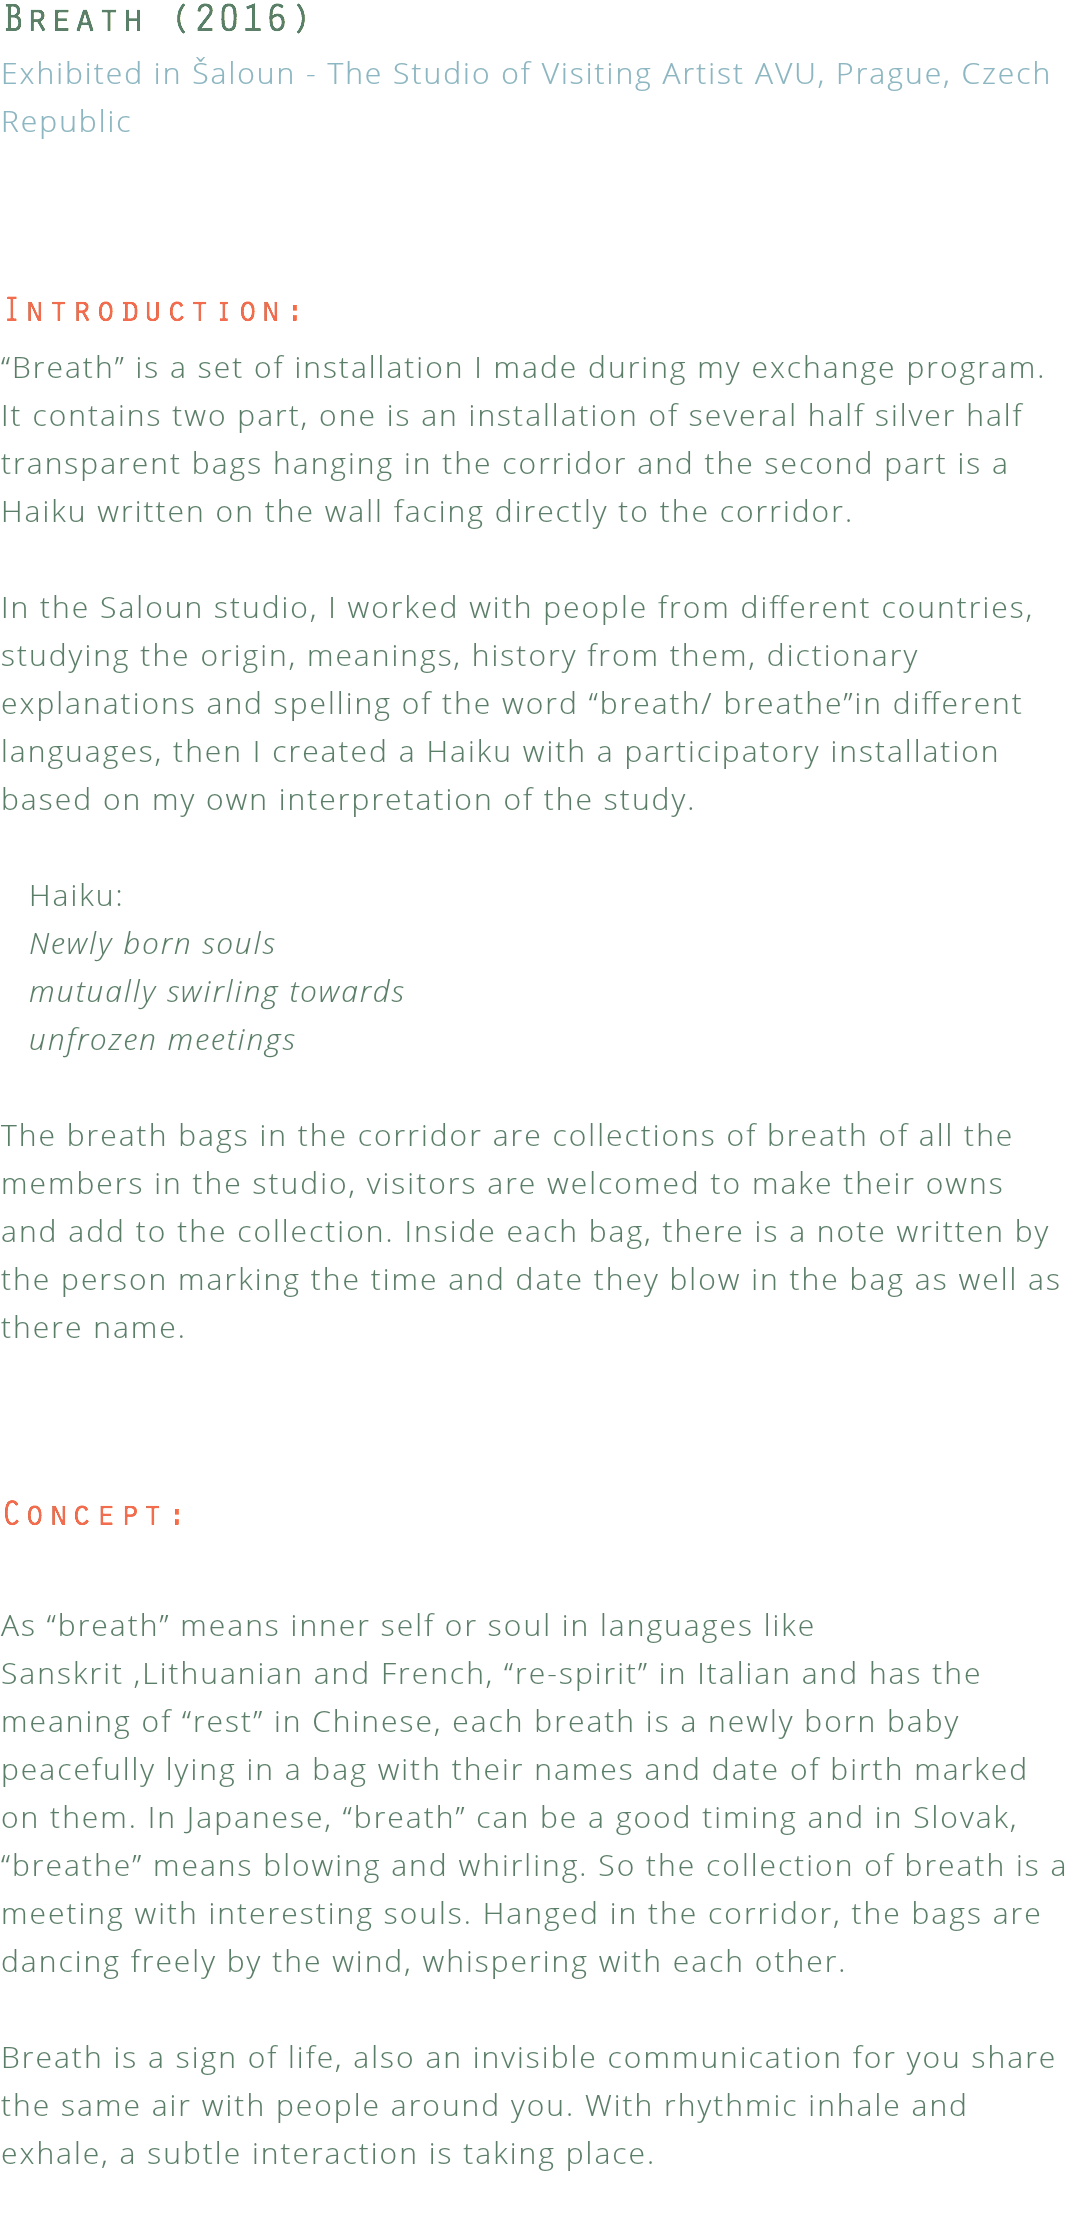 Breath (2016)
Exhibited in Šaloun - The Studio of Visiting Artist AVU, Prague, Czech
Republic
Introduction:
“Breath” is a set of installation I made during my exchange program.
It contains two part, one is an installation of several half silver half
transparent bags hanging in the corridor and the second part is a
Haiku written on the wall facing directly to the corridor.
In the Saloun studio, I worked with people from different countries,
studying the origin, meanings, history from them, dictionary
explanations and spelling of the word “breath/ breathe”in different
languages, then I created a Haiku with a participatory installation
based on my own interpretation of the study.
Haiku:
Newly born souls
mutually swirling towards
unfrozen meetings
The breath bags in the corridor are collections of breath of all the
members in the studio, visitors are welcomed to make their owns
and add to the collection. Inside each bag, there is a note written by
the person marking the time and date they blow in the bag as well as
there name.
Concept:
As “breath” means inner self or soul in languages like
Sanskrit ,Lithuanian and French, “re-spirit” in Italian and has the
meaning of “rest” in Chinese, each breath is a newly born baby
peacefully lying in a bag with their names and date of birth marked
on them. In Japanese, “breath” can be a good timing and in Slovak,
“breathe” means blowing and whirling. So the collection of breath is a
meeting with interesting souls. Hanged in the corridor, the bags are
dancing freely by the wind, whispering with each other.
Breath is a sign of life, also an invisible communication for you share
the same air with people around you. With rhythmic inhale and
exhale, a subtle interaction is taking place.